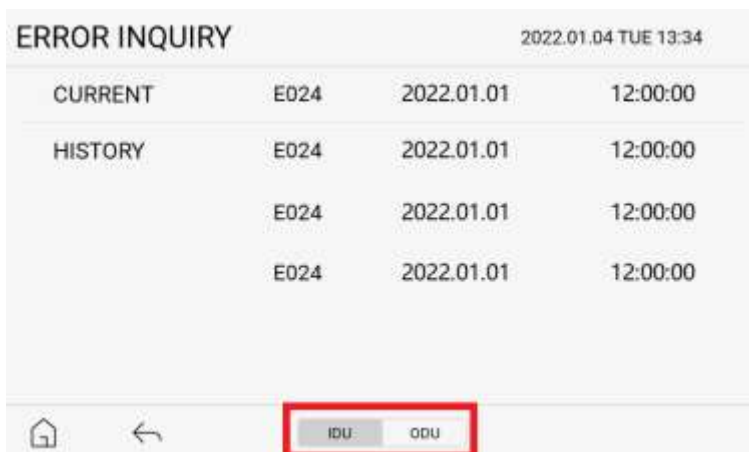 ERROR INQUIRY 2022.01.04 TUE 13:34
CURRENT E024 2022.01.01 12:00:00
HISTORY E024 2022.01.01 12:00:00
E024 2022.01.01 12:00:00
E024 2022.01.01 12:00:00
IDU ODU